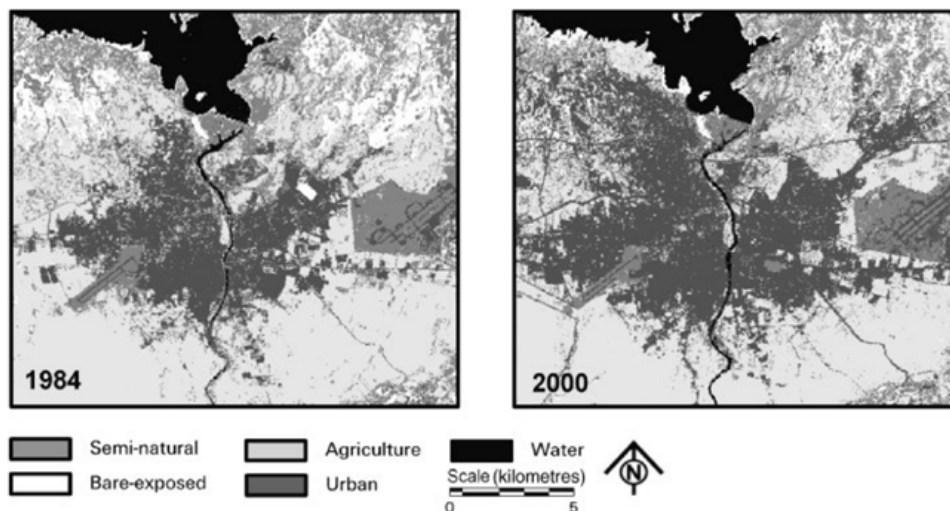 1984
2000
Semi-natural
Agriculture
Water
Bare-exposed
Urban
Scale (kilometres)
0 5
N